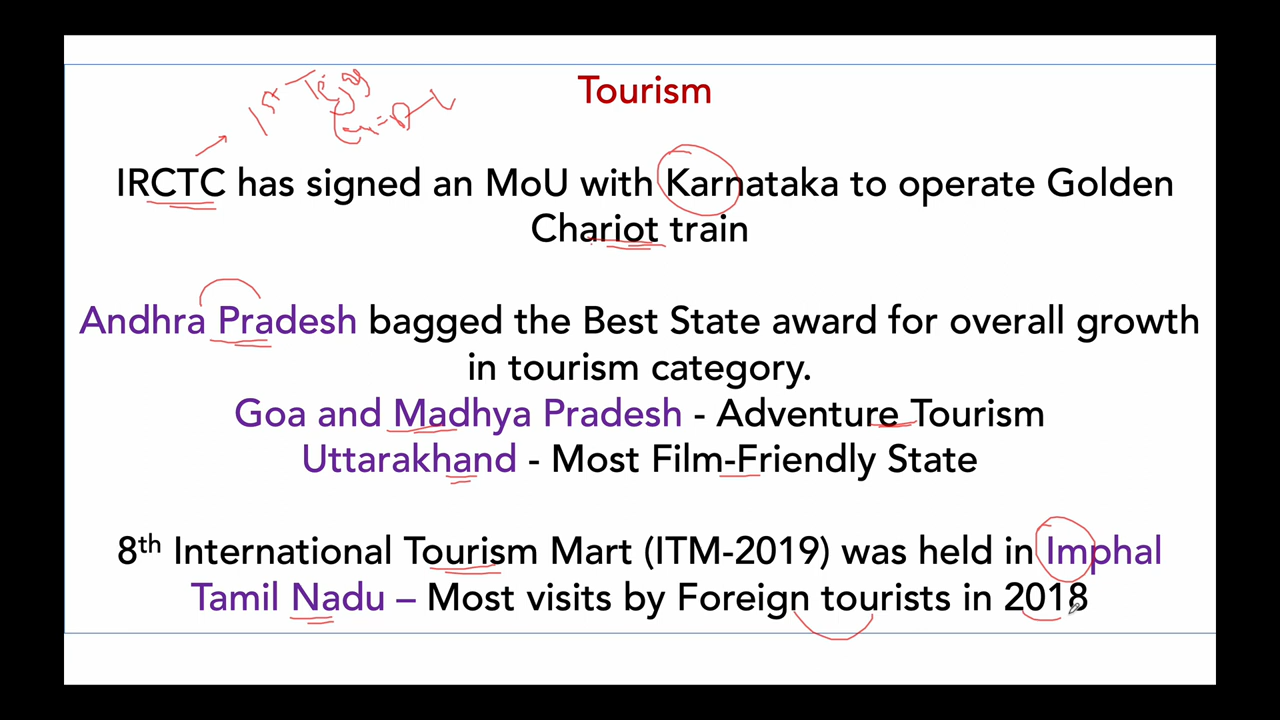 Tourism
1st Tejas
IRCTC has signed an MoU with Karnataka to operate Golden
Chariot train
Andhra Pradesh bagged the Best State award for overall growth
in tourism category.
Goa and Madhya Pradesh - Adventure Tourism
Uttarakhand - Most Film-Friendly State
8th International Tourism Mart (ITM-2019) was held in Imphal
Tamil Nadu – Most visits by Foreign tourists in 2018